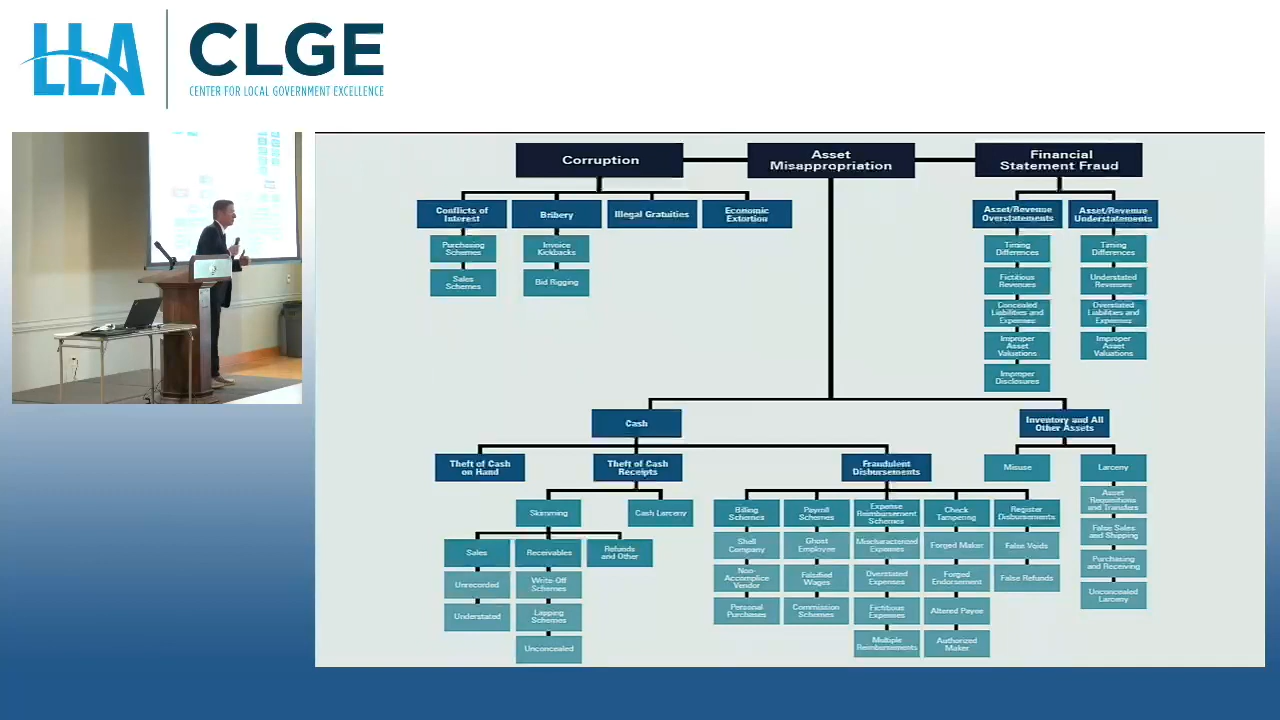 LLA
CLGE
CENTER FOR LOCAL GOVERNMENT EXCELLENCE
Corruption
Asset
Misappropriation
Financial
Statement Fraud
Conflicts of
Interest
Bribery
Illegal Gratuities
Economic
Extortion
Asset/Revenue
Overstatements
Asset/Revenue
Understatements
Purchasing
Schemes
Invoice
Kickbacks
Timing
Differences
Timing
Differences
Sales
Schemes
Bid Rigging
Fictitious
Revenues
Understated
Revenues
Concealed
Liabilities and
Expenses
Overstated
Liabilities and
Expenses
Improper
Asset
Valuations
Improper
Asset
Valuations
Improper
Disclosures
Cash
Inventory and All
Other Assets
Theft of Cash
on Hand
Theft of Cash
Receipts
Fraudulent
Disbursements
Misuse
Larceny
Skimming
Cash Larceny
Billing
Schemes
Payroll
Schemes
Expense
Reimbursement
Schemes
Check
Tampering
Register
Disbursements
Asset
Requisitions
and Transfers
Sales
Receivables
Refunds
and Other
Shell
Company
Ghost
Employee
Mischaracterized
Expenses
Forged Maker
False Voids
False Sales
and Shipping
Unrecorded
Write-Off
Schemes
Non-
Accomplice
Vendor
Falsified
Wages
Overstated
Expenses
Forged
Endorsement
False Refunds
Purchasing
and Receiving
Understated
Lapping
Schemes
Personal
Purchases
Commission
Schemes
Fictitious
Expenses
Altered Payee
Unconcealed
Larceny
Unconcealed
Multiple
Reimbursements
Authorized
Maker